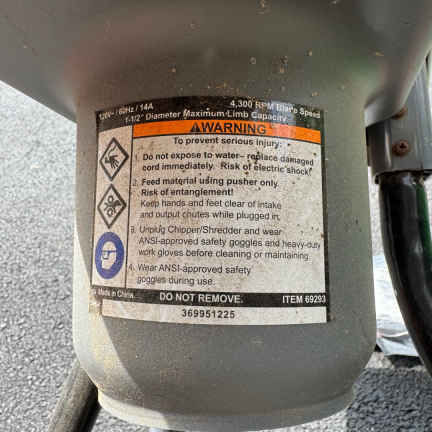 120V~ / 60Hz / 14A 4,300 RPM Blade Speed
1-1/2" Diameter Maximum Limb Capacity
WARNING
To prevent serious injury:
1. Do not expose to water– replace damaged
cord immediately. Risk of electric shock!
2. Feed material using pusher only.
Risk of entanglement!
Keep hands and feet clear of intake
and output chutes while plugged in.
3. Unplug Chipper/Shredder and wear
ANSI-approved safety goggles and heavy-duty
work gloves before cleaning or maintaining.
4. Wear ANSI-approved safety
goggles during use.
Made in China. DO NOT REMOVE. ITEM 69293
369951225